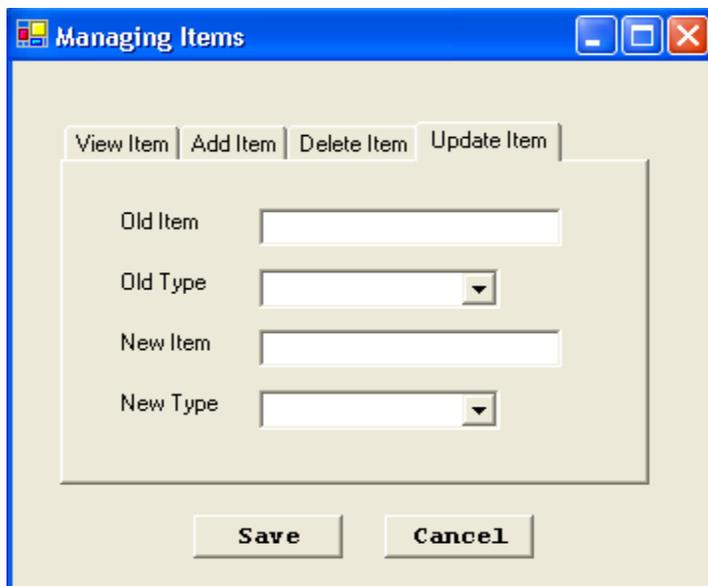 Managing Items
View Item Add Item Delete Item Update Item
Old Item
Old Type
New Item
New Type
Save Cancel